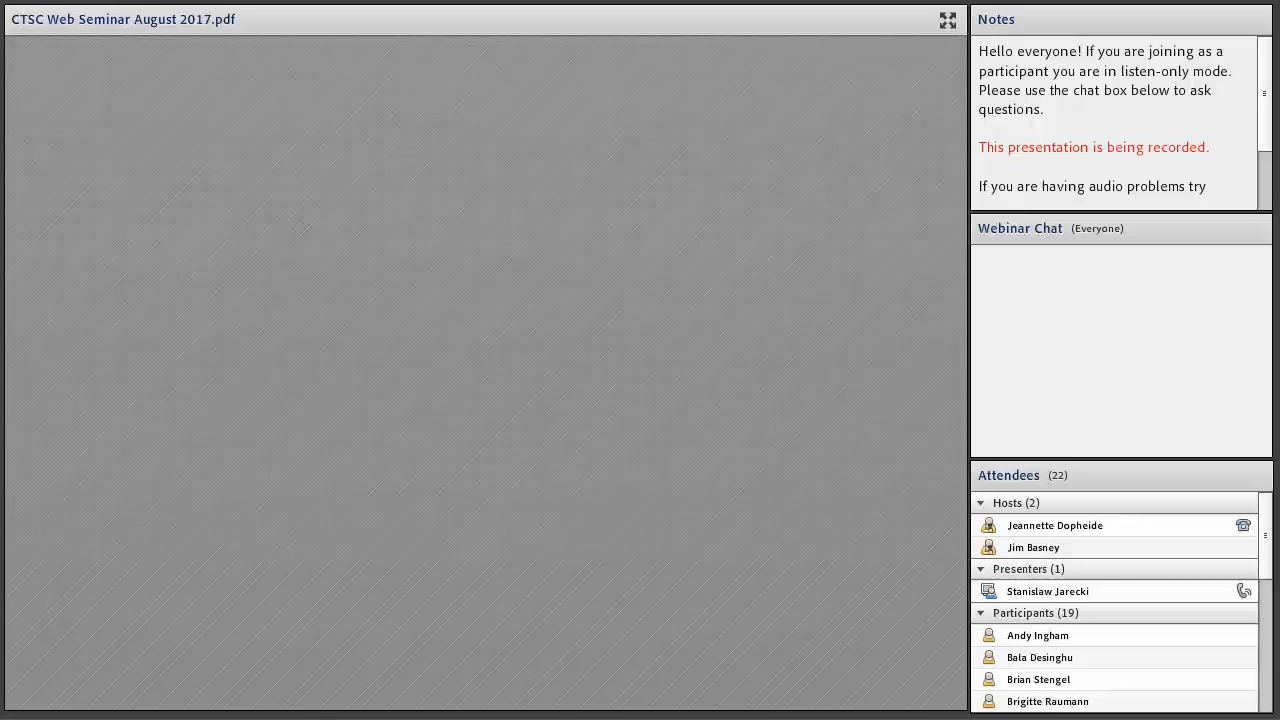 CTSC Web Seminar August 2017.pdf
Notes
Hello everyone! If you are joining as a
participant you are in listen-only mode.
Please use the chat box below to ask
questions.
This presentation is being recorded.
If you are having audio problems try
Webinar Chat (Everyone)
Attendees (22)
Hosts (2)
Jeannette Dopheide
Jim Basney
Presenters (1)
Stanislaw Jarecki
Participants (19)
Andy Ingham
Bala Desinghu
Brian Stengel
Brigitte Raumann